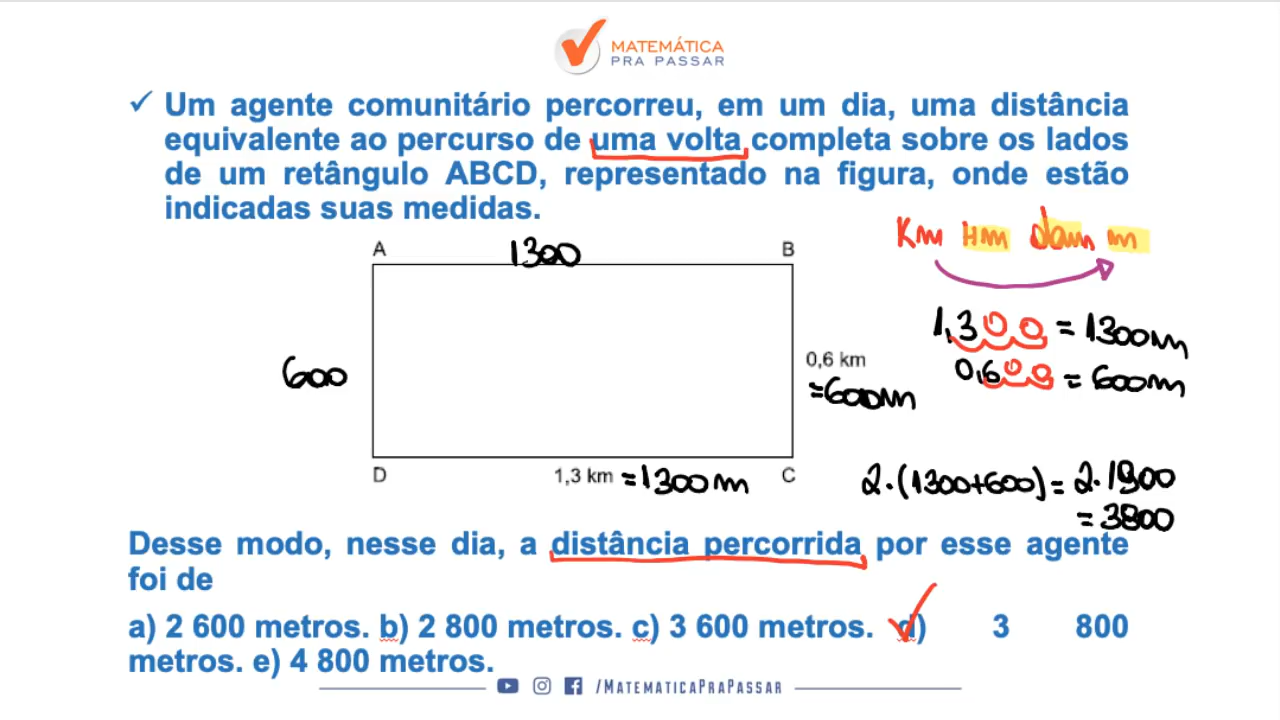 MATEMÁTICA
PRA PASSAR
✓ Um agente comunitário percorreu, em um dia, uma distância
equivalente ao percurso de uma volta completa sobre os lados
de um retângulo ABCD, representado na figura, onde estão
indicadas suas medidas.
Km Hm dam m
A 1300 B
1,300 = 1300m
0,6 km
0,600 = 600m
600
=600m
D 1,3 km =1300m C
2.(1300+600)= 2.1900
= 3800
Desse modo, nesse dia, a distância percorrida por esse agente
foi de
a) 2 600 metros. b) 2 800 metros. c) 3 600 metros. d) 3 800
metros. e) 4 800 metros.
/MATEMATICAPRAPASSAR